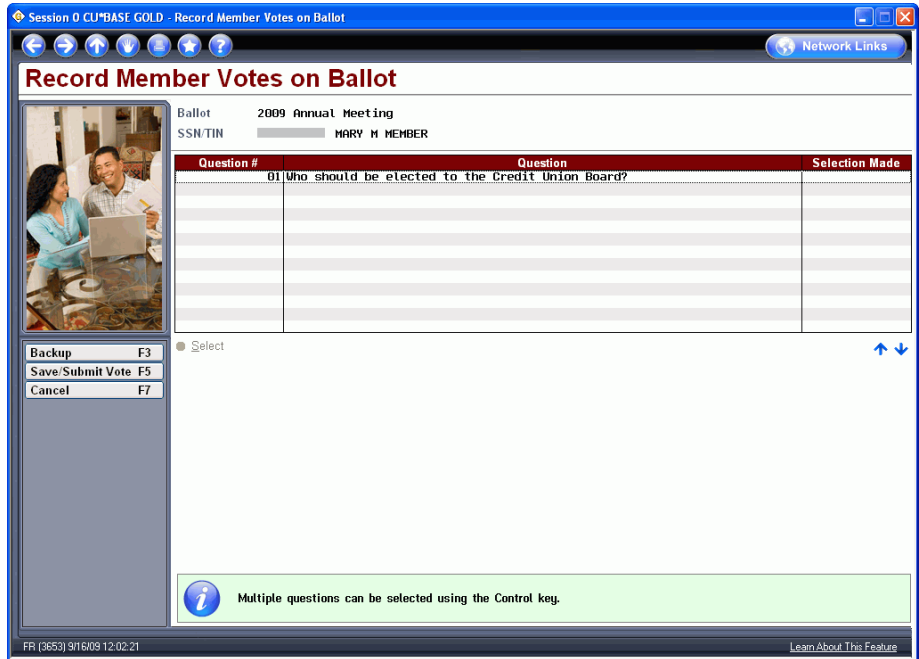 Session 0 CU*BASE GOLD - Record Member Votes on Ballot
Network Links
Record Member Votes on Ballot
Ballot 2009 Annual Meeting
SSN/TIN MARY M MEMBER
Question # Question Selection Made
01 Who should be elected to the Credit Union Board?
Select
Backup F3
Save/Submit Vote F5
Cancel F7
Multiple questions can be selected using the Control key.
FR (3653) 9/16/09 12:02:21 Learn About This Feature